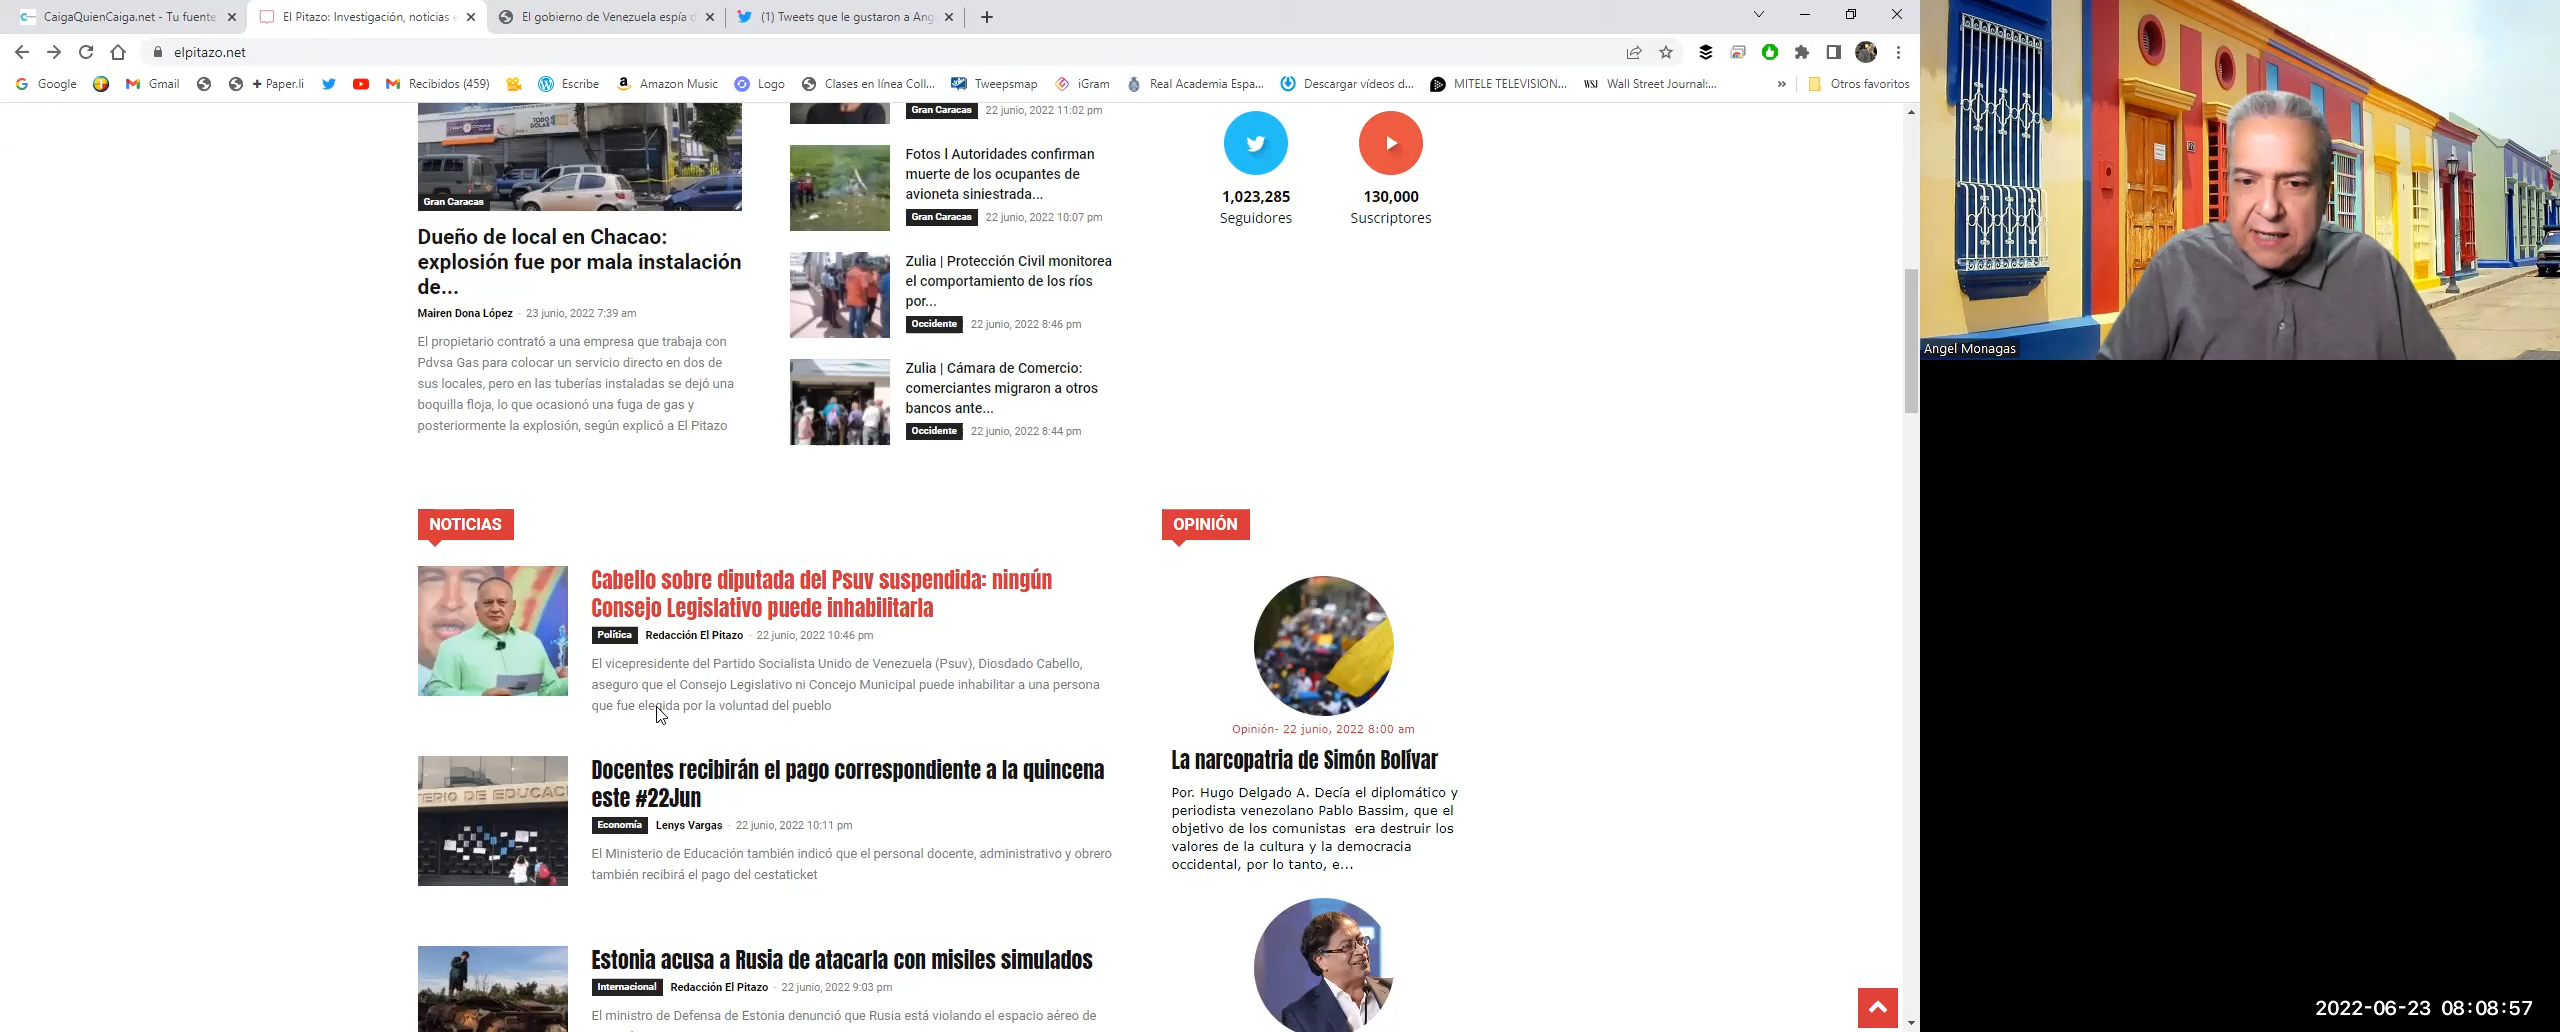 CaigaQuienCaiga.net - Tu fuente
El Pitazo: Investigación, noticias e
El gobierno de Venezuela espía d
(1) Tweets que le gustaron a Ang
elpitazo.net
Google
Gmail
+ Paper.li
Recibidos (459)
Escribe
Amazon Music
Logo
Clases en línea Coll...
Tweepsmap
iGram
Real Academia Espa...
Descargar vídeos d...
MITELE TELEVISION...
WSJ
Wall Street Journal:...
»
Otros favoritos
TODO
DOLAR
Gran Caracas
Dueño de local en Chacao:
explosión fue por mala instalación
de...
Mairen Dona López - 23 junio, 2022 7:39 am
El propietario contrató a una empresa que trabaja con
Pdvsa Gas para colocar un servicio directo en dos de
sus locales, pero en las tuberías instaladas se dejó una
boquilla floja, lo que ocasionó una fuga de gas y
posteriormente la explosión, según explicó a El Pitazo
Gran Caracas 22 junio, 2022 11:02 pm
Fotos l Autoridades confirman
muerte de los ocupantes de
avioneta siniestrada...
Gran Caracas 22 junio, 2022 10:07 pm
Zulia | Protección Civil monitorea
el comportamiento de los ríos
por...
Occidente 22 junio, 2022 8:46 pm
Zulia | Cámara de Comercio:
comerciantes migraron a otros
bancos ante...
Occidente 22 junio, 2022 8:44 pm
1,023,285
Seguidores
130,000
Suscriptores
NOTICIAS
Cabello sobre diputada del Psuv suspendida: ningún
Consejo Legislativo puede inhabilitarla
Política Redacción El Pitazo - 22 junio, 2022 10:46 pm
El vicepresidente del Partido Socialista Unido de Venezuela (Psuv), Diosdado Cabello,
aseguro que el Consejo Legislativo ni Concejo Municipal puede inhabilitar a una persona
que fue elegida por la voluntad del pueblo
TERIO DE EDUCACI
Docentes recibirán el pago correspondiente a la quincena
este #22Jun
Economía Lenys Vargas - 22 junio, 2022 10:11 pm
El Ministerio de Educación también indicó que el personal docente, administrativo y obrero
también recibirá el pago del cestaticket
Estonia acusa a Rusia de atacarla con misiles simulados
Internacional Redacción El Pitazo - 22 junio, 2022 9:03 pm
El ministro de Defensa de Estonia denunció que Rusia está violando el espacio aéreo de
OPINIÓN
Opinión- 22 junio, 2022 8:00 am
La narcopatria de Simón Bolívar
Por. Hugo Delgado A. Decía el diplomático y
periodista venezolano Pablo Bassim, que el
objetivo de los comunistas era destruir los
valores de la cultura y la democracia
occidental, por lo tanto, e...
Angel Monagas
2022-06-23 08:08:57